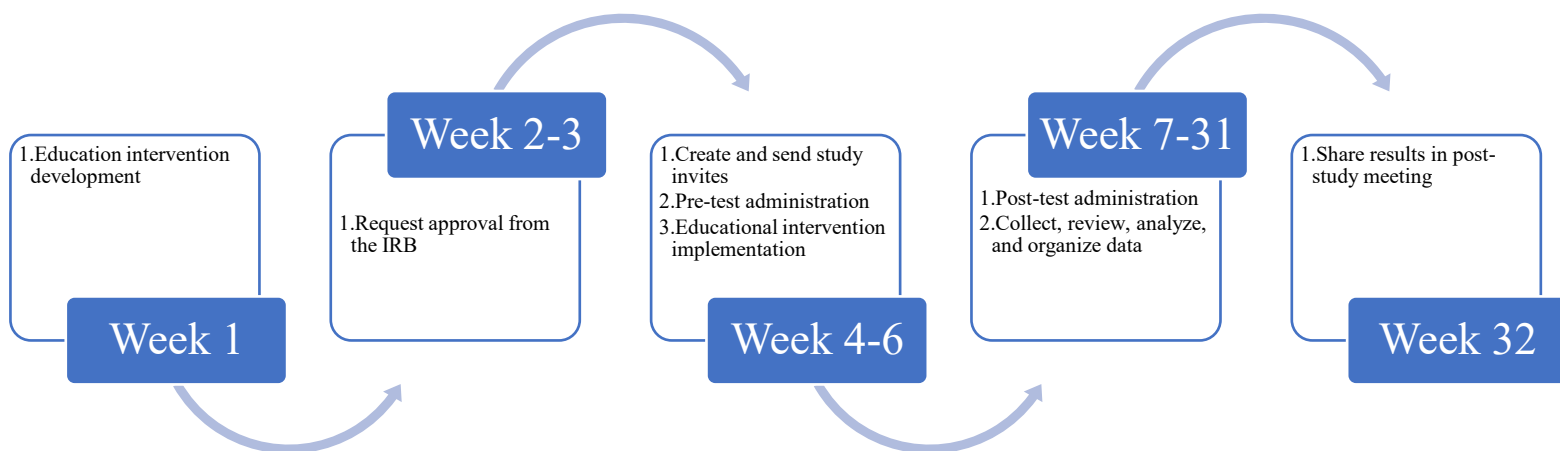 1.Education intervention
development
Week 1
Week 2-3
1.Request approval from
the IRB
1.Create and send study
invites
2.Pre-test administration
3.Educational intervention
implementation
Week 4-6
Week 7-31
1.Post-test administration
2.Collect, review, analyze,
and organize data
1.Share results in post-
study meeting
Week 32